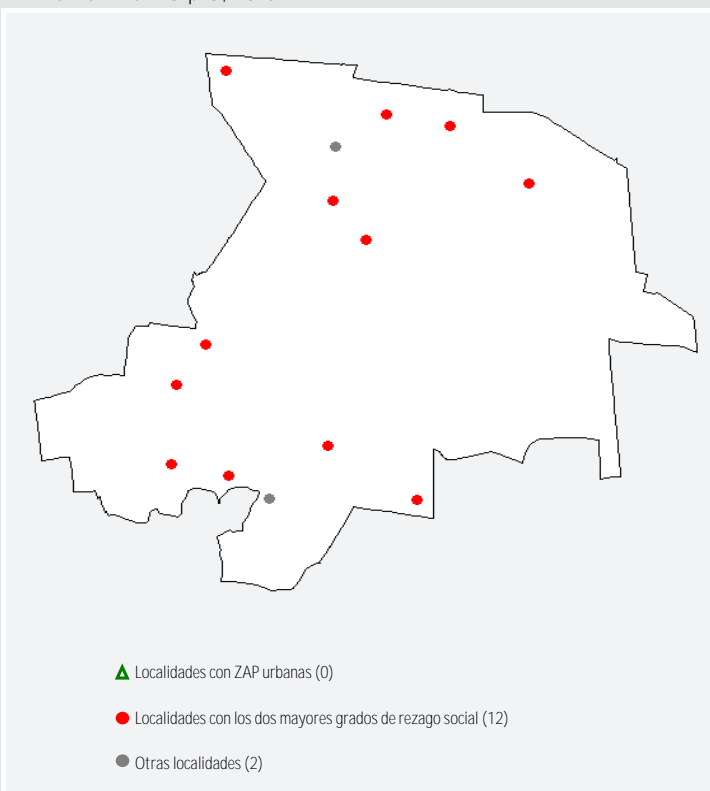 Localidades con ZAP urbanas (0)
Localidades con los dos mayores grados de rezago social (12)
Otras localidades (2)